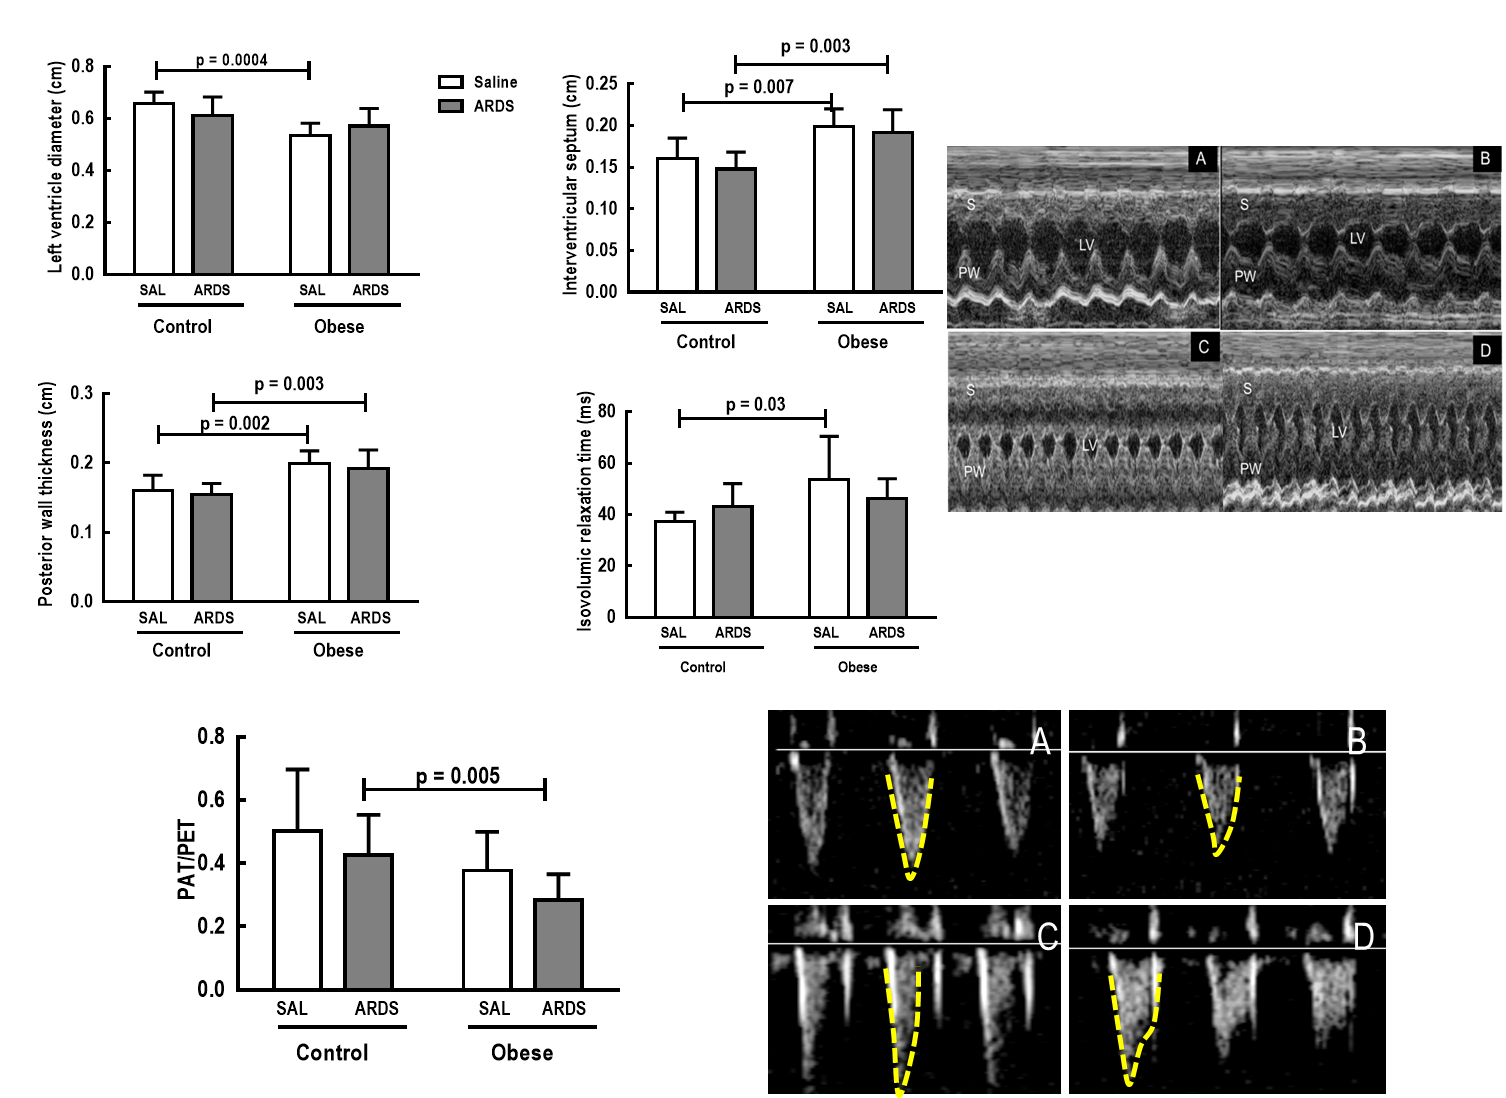 Left ventricle diameter (cm)
0.8
0.6
0.4
0.2
0.0
p = 0.0004
SAL ARDS SAL ARDS
Control Obese
Saline
ARDS
Interventricular septum (cm)
0.25
0.20
0.15
0.10
0.05
0.00
p = 0.003
p = 0.007
SAL ARDS SAL ARDS
Control Obese
A
S
LV
PW
B
S
LV
PW
C
S
LV
PW
D
S
LV
PW
Posterior wall thickness (cm)
0.3
0.2
0.1
0.0
p = 0.003
p = 0.002
SAL ARDS SAL ARDS
Control Obese
Isovolumic relaxation time (ms)
80
60
40
20
0
p = 0.03
SAL ARDS SAL ARDS
Control Obese
PAT/PET
0.8
0.6
0.4
0.2
0.0
p = 0.005
SAL ARDS SAL ARDS
Control Obese
A
B
C
D